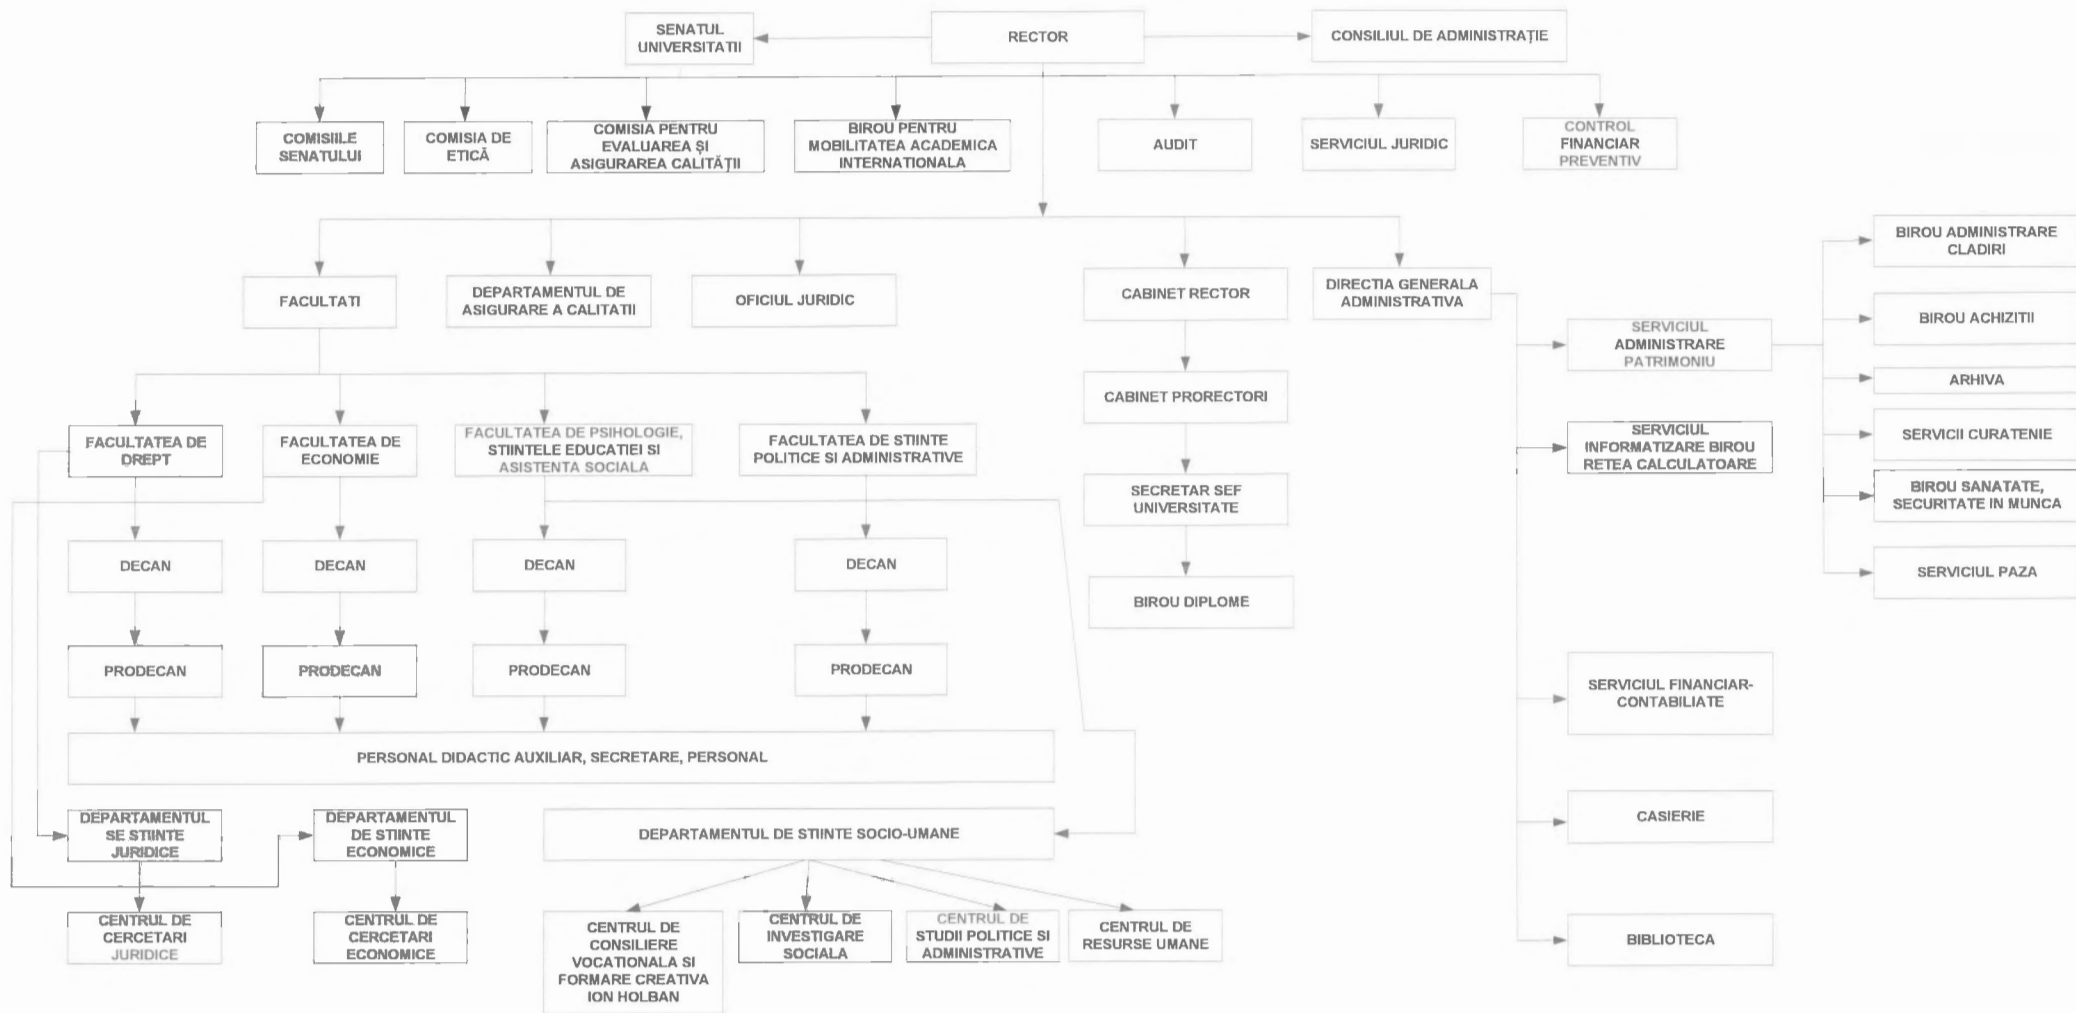 SENATUL
UNIVERSITATII
RECTOR
CONSILIUL DE ADMINISTRAȚIE
COMISIILE
SENATULUI
COMISIA DE
ETICĂ
COMISIA PENTRU
EVALUAREA ȘI
ASIGURAREA CALITĂȚII
BIROU PENTRU
MOBILITATEA ACADEMICA
INTERNATIONALA
AUDIT
SERVICIUL JURIDIC
CONTROL
FINANCIAR
PREVENTIV
FACULTATI
DEPARTAMENTUL DE
ASIGURARE A CALITATII
OFICIUL JURIDIC
CABINET RECTOR
DIRECTIA GENERALA
ADMINISTRATIVA
BIROU ADMINISTRARE
CLADIRI
BIROU ACHIZITII
SERVICIUL
ADMINISTRARE
PATRIMONIU
ARHIVA
CABINET PRORECTORI
FACULTATEA DE
DREPT
FACULTATEA DE
ECONOMIE
FACULTATEA DE PSIHOLOGIE,
STIINTELE EDUCATIEI SI
ASISTENTA SOCIALA
FACULTATEA DE STIINTE
POLITICE SI ADMINISTRATIVE
SERVICIUL
INFORMATIZARE BIROU
RETEA CALCULATOARE
SERVICII CURATENIE
SECRETAR SEF
UNIVERSITATE
BIROU SANATATE,
SECURITATE IN MUNCA
DECAN
DECAN
DECAN
DECAN
BIROU DIPLOME
SERVICIUL PAZA
PRODECAN
PRODECAN
PRODECAN
PRODECAN
SERVICIUL FINANCIAR-
CONTABILIATE
PERSONAL DIDACTIC AUXILIAR, SECRETARE, PERSONAL
DEPARTAMENTUL
SE STIINTE
JURIDICE
DEPARTAMENTUL
DE STIINTE
ECONOMICE
DEPARTAMENTUL DE STIINTE SOCIO-UMANE
CASIERIE
CENTRUL DE
CERCETARI
JURIDICE
CENTRUL DE
CERCETARI
ECONOMICE
CENTRUL DE
CONSILIERE
VOCATIONALA SI
FORMARE CREATIVA
ION HOLBAN
CENTRUL DE
INVESTIGARE
SOCIALA
CENTRUL DE
STUDII POLITICE SI
ADMINISTRATIVE
CENTRUL DE
RESURSE UMANE
BIBLIOTECA